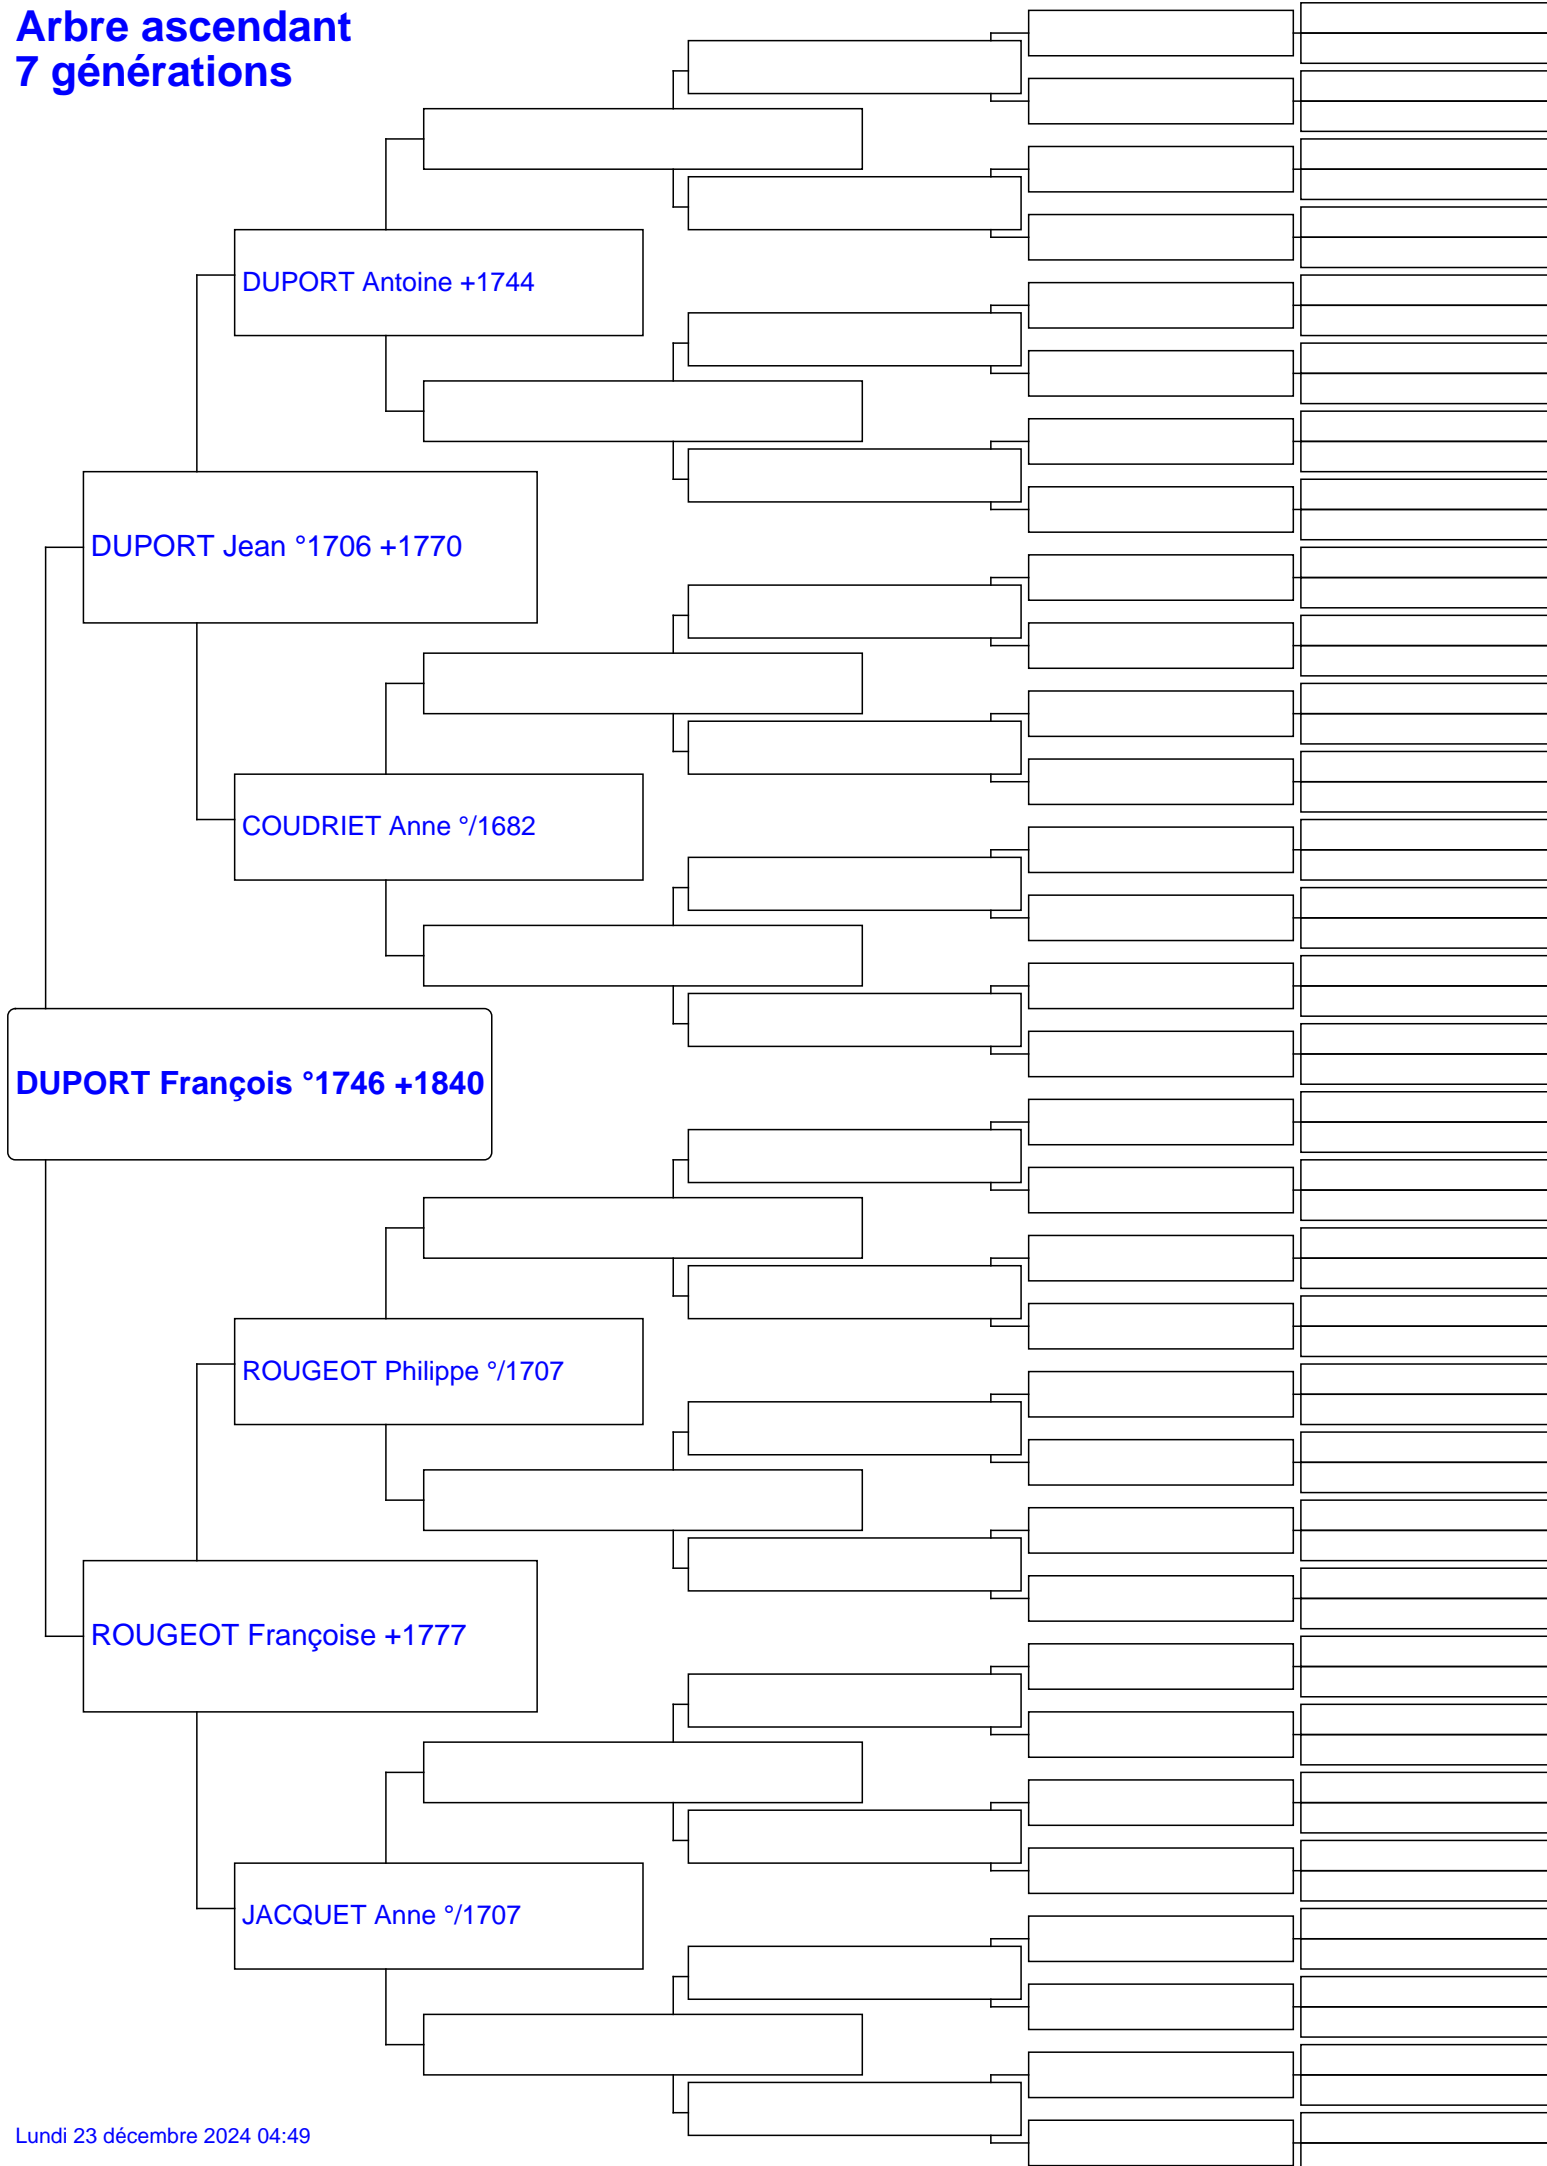 Arbre ascendant
7 générations
DUPORT Antoine +1744
DUPORT Jean °1706 +1770
COUDRIET Anne °/1682
DUPORT François °1746 +1840
ROUGEOT Philippe °/1707
ROUGEOT Françoise +1777
JACQUET Anne °/1707
Lundi 23 décembre 2024 04:49